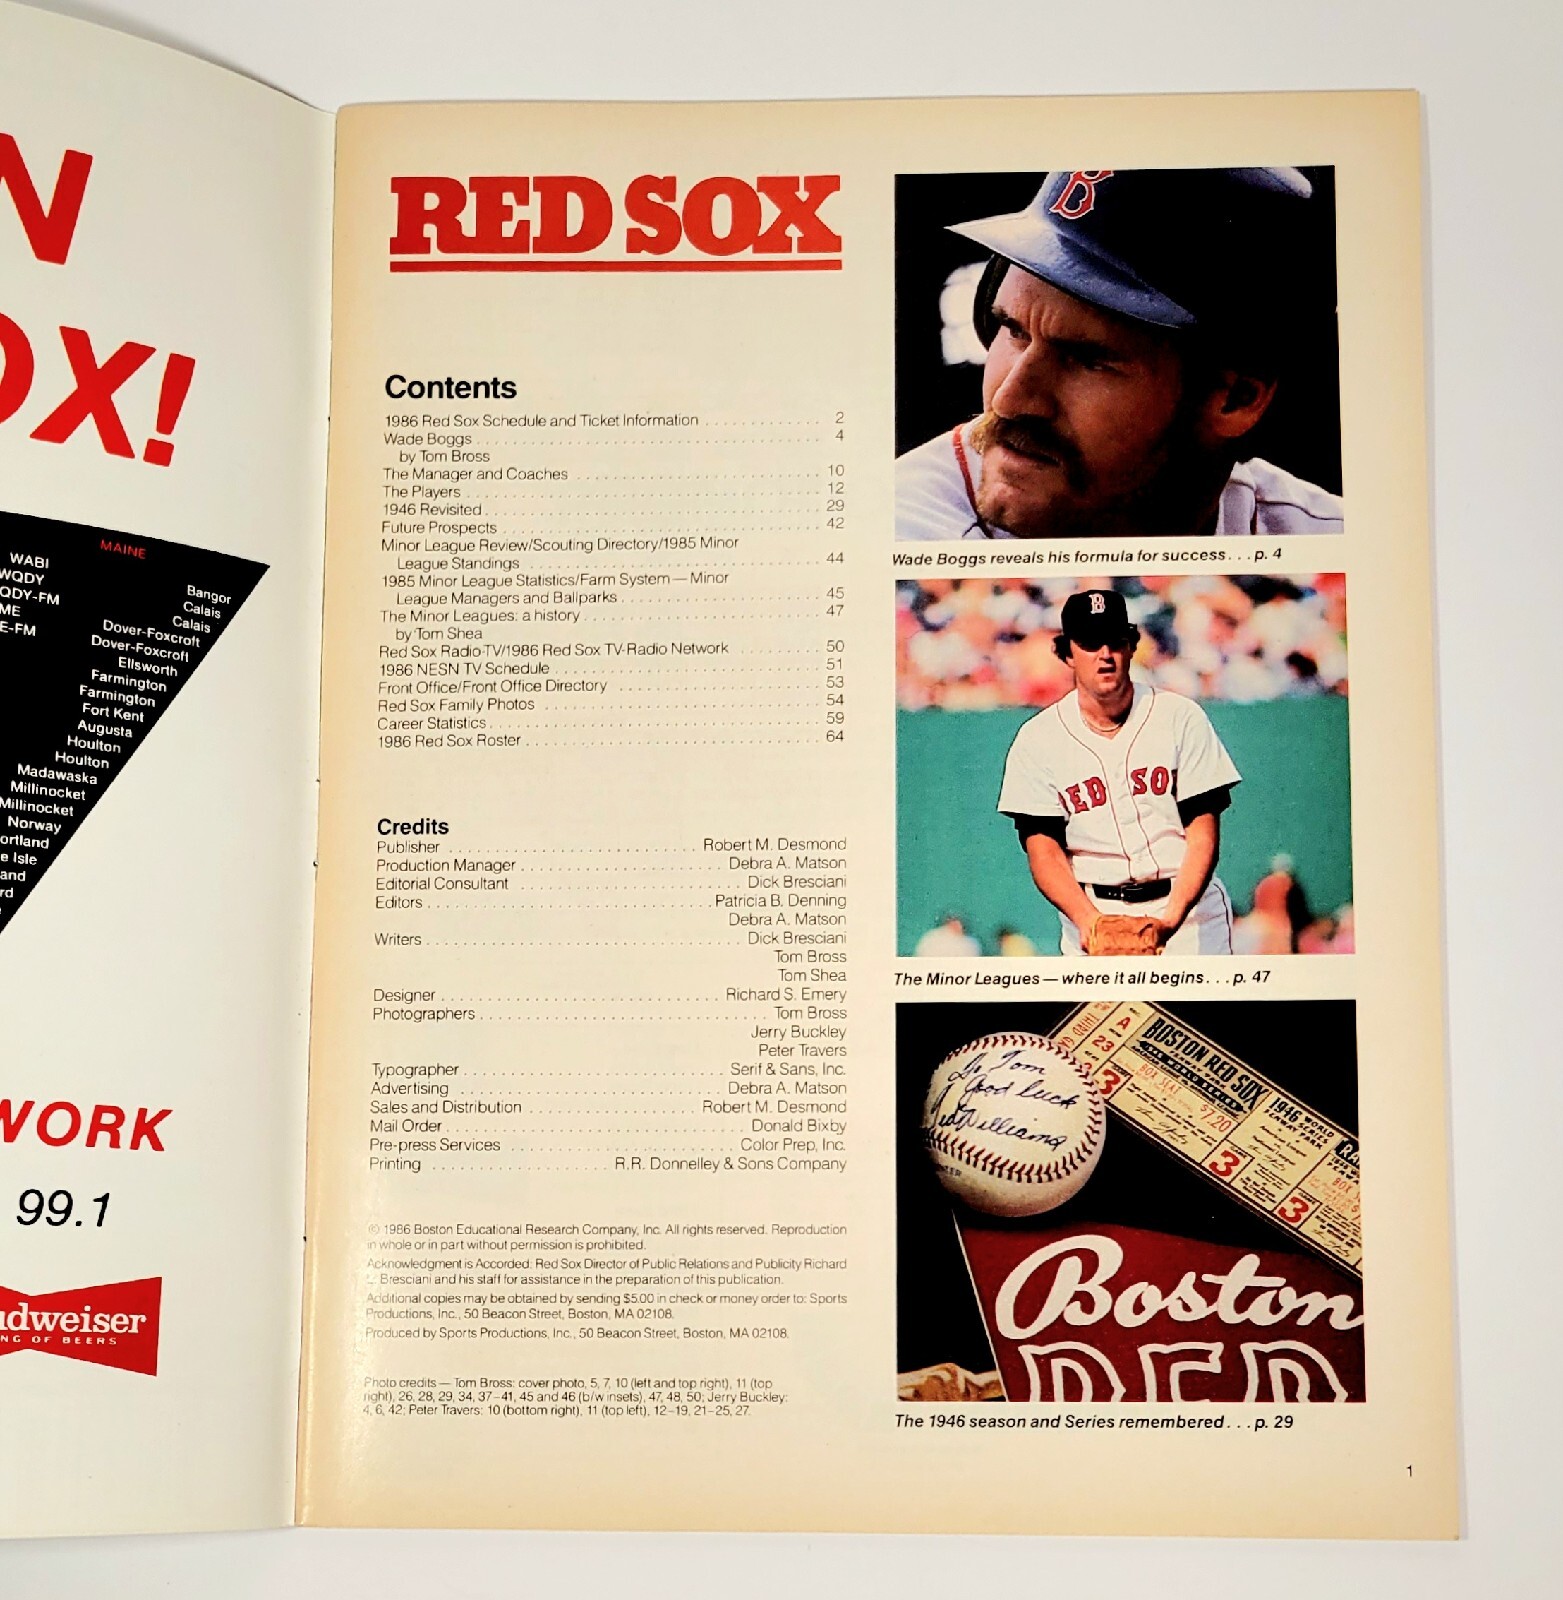 N
OX!
MAINE
WABI
WQDY
QDY-FM
ME
E-FM
Bangor
Calais
Calais
Dover-Foxcroft
Dover-Foxcroft
Ellsworth
Farmington
Farmington
Fort Kent
Augusta
Houlton
Houlton
Madawaska
Millinocket
Millinocket
Norway
ortland
e Isle
and
rd
WORK
99.1
udweiser
NG OF BEERS
RED SOX
Contents
1986 Red Sox Schedule and Ticket Information . . . . . . . . . . . . . 2
Wade Boggs . . . . . . . . . . . . . 4
by Tom Bross
The Manager and Coaches . . . . . . . . . . . . . 10
The Players . . . . . . . . . . . . . 12
1946 Revisited . . . . . . . . . . . . . 29
Future Prospects . . . . . . . . . . . . . 42
Minor League Review/Scouting Directory/1985 Minor
League Standings . . . . . . . . . . . . . 44
1985 Minor League Statistics/Farm System — Minor
League Managers and Ballparks . . . . . . . . . . . . . 45
The Minor Leagues: a history . . . . . . . . . . . . . 47
by Tom Shea
Red Sox Radio-TV/1986 Red Sox TV-Radio Network . . . . . . . . . . . . . 50
1986 NESN TV Schedule . . . . . . . . . . . . . 51
Front Office/Front Office Directory . . . . . . . . . . . . . 53
Red Sox Family Photos . . . . . . . . . . . . . 54
Career Statistics . . . . . . . . . . . . . 59
1986 Red Sox Roster . . . . . . . . . . . . . 64
Credits
Publisher . . . . . . . . . . . . . Robert M. Desmond
Production Manager . . . . . . . . . . . . . Debra A. Matson
Editorial Consultant . . . . . . . . . . . . . Dick Bresciani
Editors . . . . . . . . . . . . . Patricia B. Denning
Debra A. Matson
Writers . . . . . . . . . . . . . Dick Bresciani
Tom Bross
Tom Shea
Designer . . . . . . . . . . . . . Richard S. Emery
Photographers . . . . . . . . . . . . . Tom Bross
Jerry Buckley
Peter Travers
Typographer . . . . . . . . . . . . . Serif & Sans, Inc.
Advertising . . . . . . . . . . . . . Debra A. Matson
Sales and Distribution . . . . . . . . . . . . . Robert M. Desmond
Mail Order . . . . . . . . . . . . . Donald Bixby
Pre-press Services . . . . . . . . . . . . . Color Prep, Inc.
Printing . . . . . . . . . . . . . R.R. Donnelley & Sons Company
© 1986 Boston Educational Research Company, Inc. All rights reserved. Reproduction
in whole or in part without permission is prohibited.
Acknowledgment is Accorded: Red Sox Director of Public Relations and Publicity Richard
L. Bresciani and his staff for assistance in the preparation of this publication.
Additional copies may be obtained by sending $5.00 in check or money order to: Sports
Productions, Inc., 50 Beacon Street, Boston, MA 02108.
Produced by Sports Productions, Inc., 50 Beacon Street, Boston, MA 02108.
Photo credits — Tom Bross: cover photo, 5, 7, 10 (left and top right), 11 (top
right), 26, 28, 29, 34, 37–41, 45 and 46 (b/w insets), 47, 48, 50; Jerry Buckley:
4, 6, 42; Peter Travers: 10 (bottom right), 11 (top left), 12–19, 21–25, 27.
B
Wade Boggs reveals his formula for success . . . p. 4
B
RED SO
The Minor Leagues — where it all begins . . . p. 47
To Tom
Good luck
Ted Williams
A
23
3
BOSTON RED SOX
$7.20
1946 WORLD SERIES
FENWAY PARK
3
3
Boston
RED
The 1946 season and Series remembered . . . p. 29
1